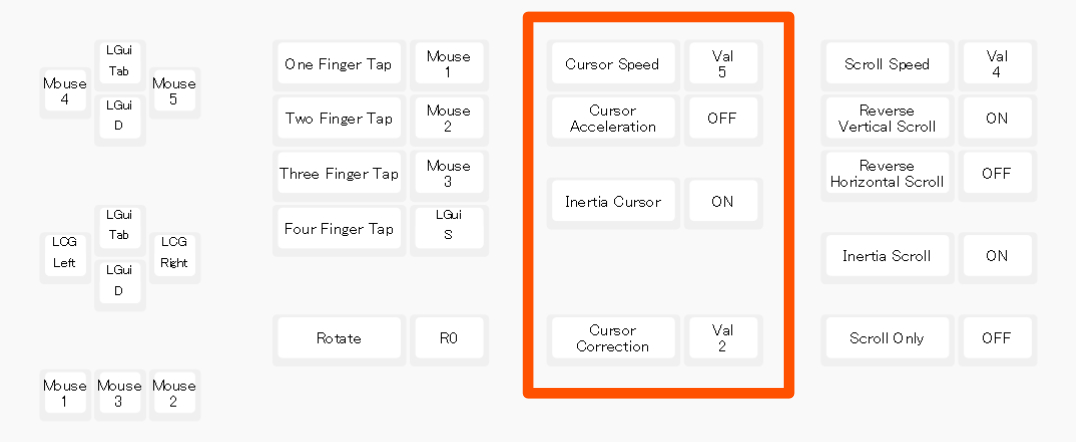 LGui
Tab
Mouse
4
Mouse
5
LGui
D
LGui
Tab
LCG
Left
LCG
Right
LGui
D
Mouse
1
Mouse
3
Mouse
2
One Finger Tap
Mouse
1
Two Finger Tap
Mouse
2
Three Finger Tap
Mouse
3
Four Finger Tap
LGui
S
Rotate
R0
Cursor Speed
Val
5
Cursor
Acceleration
OFF
Inertia Cursor
ON
Cursor
Correction
Val
2
Scroll Speed
Val
4
Reverse
Vertical Scroll
ON
Reverse
Horizontal Scroll
OFF
Inertia Scroll
ON
Scroll Only
OFF